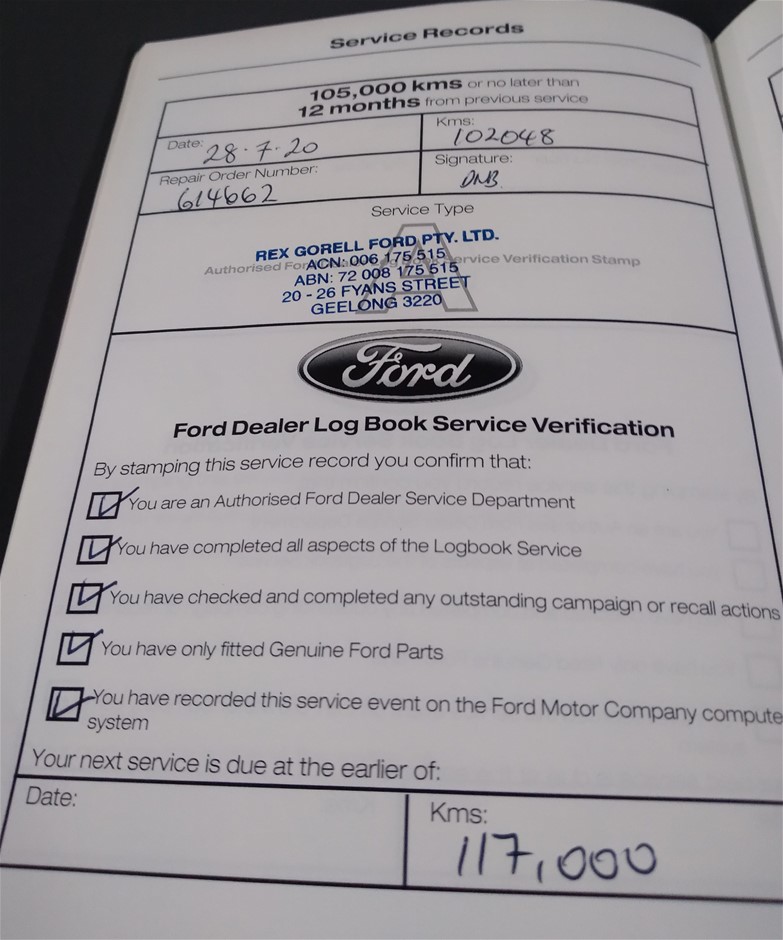 Service Records
105,000 kms or no later than
12 months from previous service
Date: 28.7.20
Kms: 102048
Repair Order Number: 614662
Signature: DNB
Service Type
A
REX GORELL FORD PTY. LTD.
Authorised For ACN: 006 175 515 Service Verification Stamp
ABN: 72 008 175 515
20 - 26 FYANS STREET
GEELONG 3220
Ford
Ford Dealer Log Book Service Verification
By stamping this service record you confirm that:
You are an Authorised Ford Dealer Service Department
You have completed all aspects of the Logbook Service
You have checked and completed any outstanding campaign or recall actions
You have only fitted Genuine Ford Parts
You have recorded this service event on the Ford Motor Company compute
system
Your next service is due at the earlier of:
Date:
Kms: 117,000